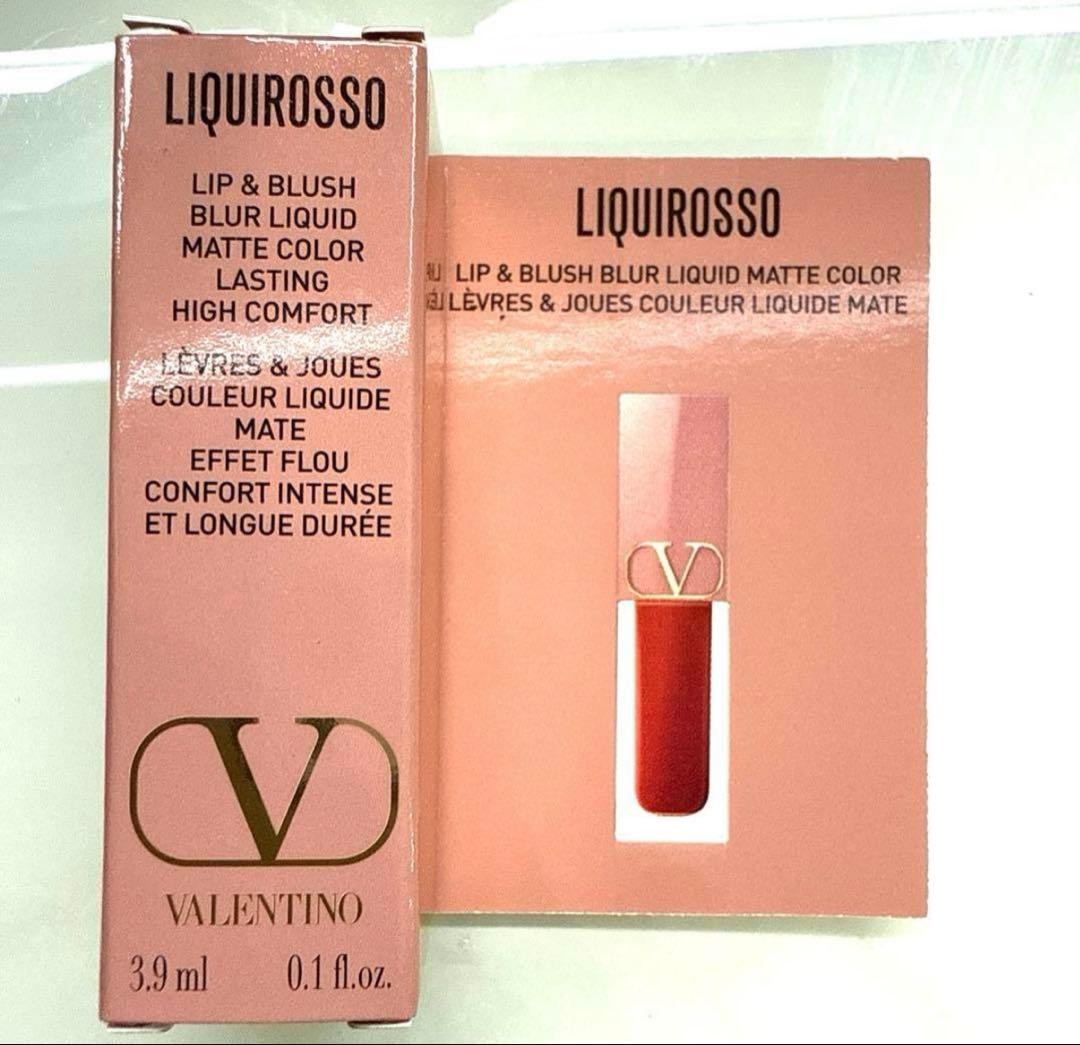 LIQUIROSSO
LIP & BLUSH
BLUR LIQUID
MATTE COLOR
LASTING
HIGH COMFORT
LÈVRES & JOUES
COULEUR LIQUIDE
MATE
EFFET FLOU
CONFORT INTENSE
ET LONGUE DURÉE
V
VALENTINO
3.9 ml 0.1 fl.oz.
LIQUIROSSO
LIP & BLUSH BLUR LIQUID MATTE COLOR
LÈVRES & JOUES COULEUR LIQUIDE MATE
V